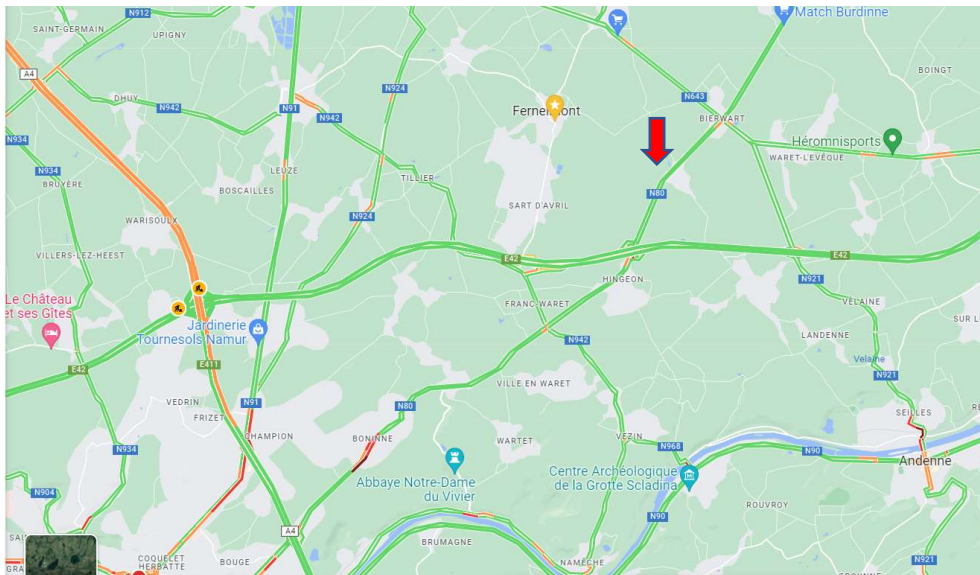 N912
Match Burdinne
SAINT-GERMAIN
UPIGNY
A4
BOINGT
DHUY
N942
N91
N924
N643
Fernelmont
N942
BIERWART
N934
Héromnisports
WARET-LÉVÊQUE
LEUZE
N934
BRUYÈRE
BOSCAILLES
TILLIER
N80
SART D'AVRIL
WARISOULX
N924
VILLERS-LEZ-HEEST
E42
E42
HINGEON
N921
Le Château
et ses Gîtes
FRANC-WARET
VELAINE
Jardinerie
Tournesols Namur
SUR L
N942
LANDENNE
E42
E411
Velaine
N921
VILLE EN WARET
VEDRIN
N91
N80
SEILLES
RE
FRIZET
CHAMPION
BONINNE
WARTET
VEZIN
N968
N934
N90
Andenne
Abbaye Notre-Dame
du Vivier
Centre Archéologique
de la Grotte Scladina
N904
ROUVROY
N90
A4
BRUMAGNE
NAMÊCHE
COQUELET
HERBATTE
BOUGE